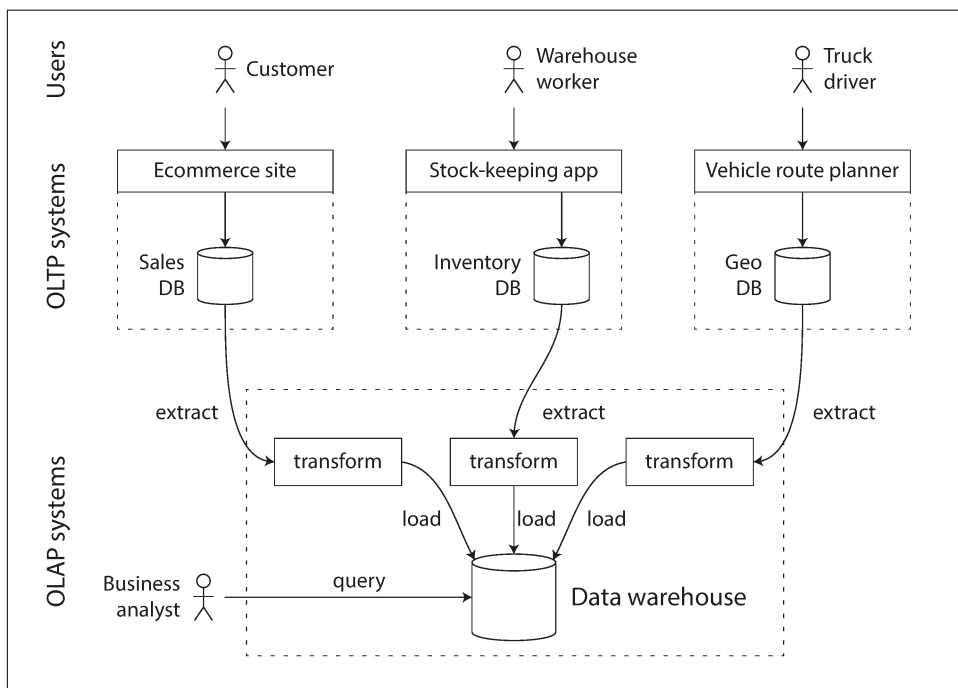 Users
Customer
Warehouse
worker
Truck
driver
OLTP systems
Ecommerce site
Stock-keeping app
Vehicle route planner
Sales
DB
Inventory
DB
Geo
DB
extract
extract
extract
OLAP systems
transform
transform
transform
load
load
load
Business
analyst
query
Data warehouse